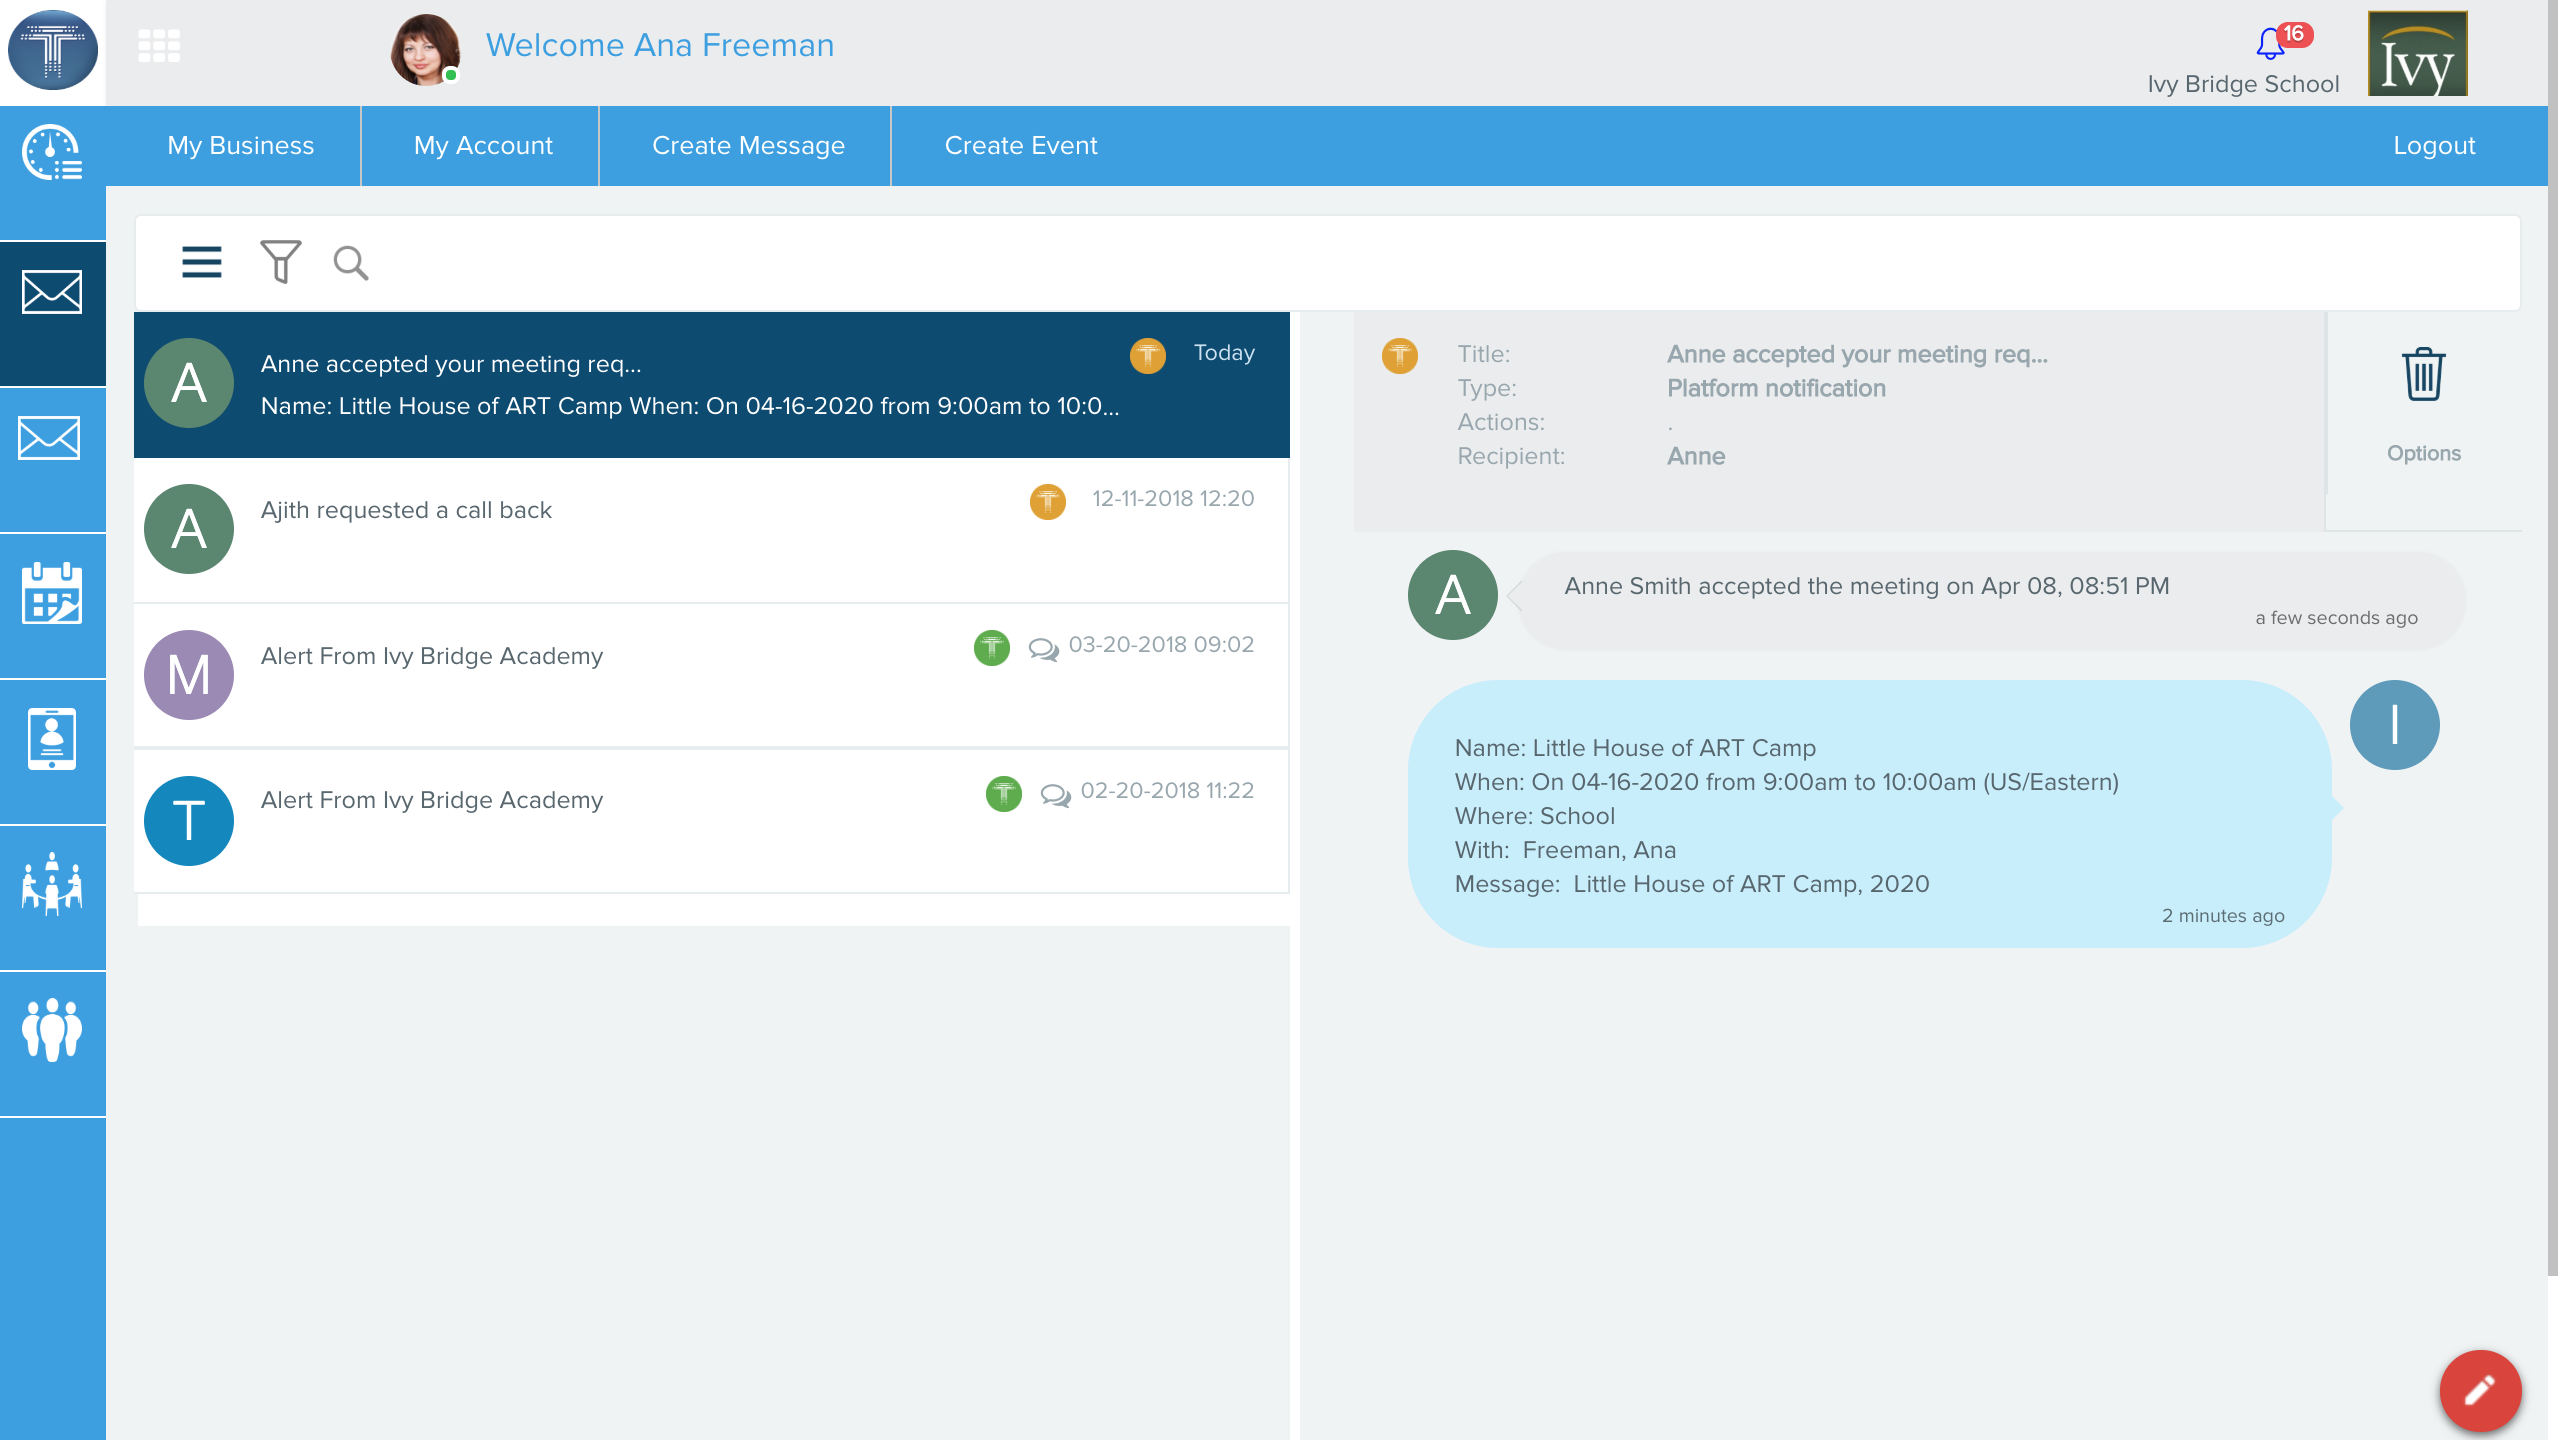 T
Welcome Ana Freeman
16
Ivy Bridge School
Ivy
My Business
My Account
Create Message
Create Event
Logout
A
Anne accepted your meeting req...
T
Today
Name: Little House of ART Camp When: On 04-16-2020 from 9:00am to 10:0...
A
Ajith requested a call back
T
12-11-2018 12:20
M
Alert From Ivy Bridge Academy
T
03-20-2018 09:02
T
Alert From Ivy Bridge Academy
T
02-20-2018 11:22
T
Title: Anne accepted your meeting req...
Type: Platform notification
Actions: .
Recipient: Anne
Options
A
Anne Smith accepted the meeting on Apr 08, 08:51 PM
a few seconds ago
I
Name: Little House of ART Camp
When: On 04-16-2020 from 9:00am to 10:00am (US/Eastern)
Where: School
With:  Freeman, Ana
Message:  Little House of ART Camp, 2020
2 minutes ago